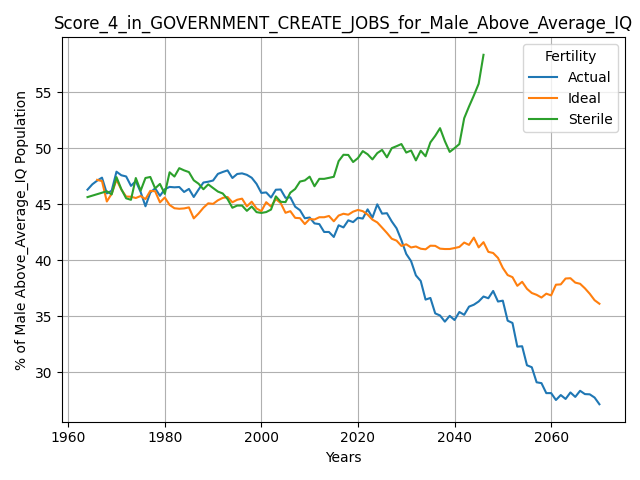 Score_4_in_GOVERNMENT_CREATE_JOBS_for_Male_Above_Average_IQ
Fertility
Actual
Ideal
Sterile
% of Male Above_Average_IQ Population
55
50
45
40
35
30
1960
1980
2000
2020
2040
2060
Years